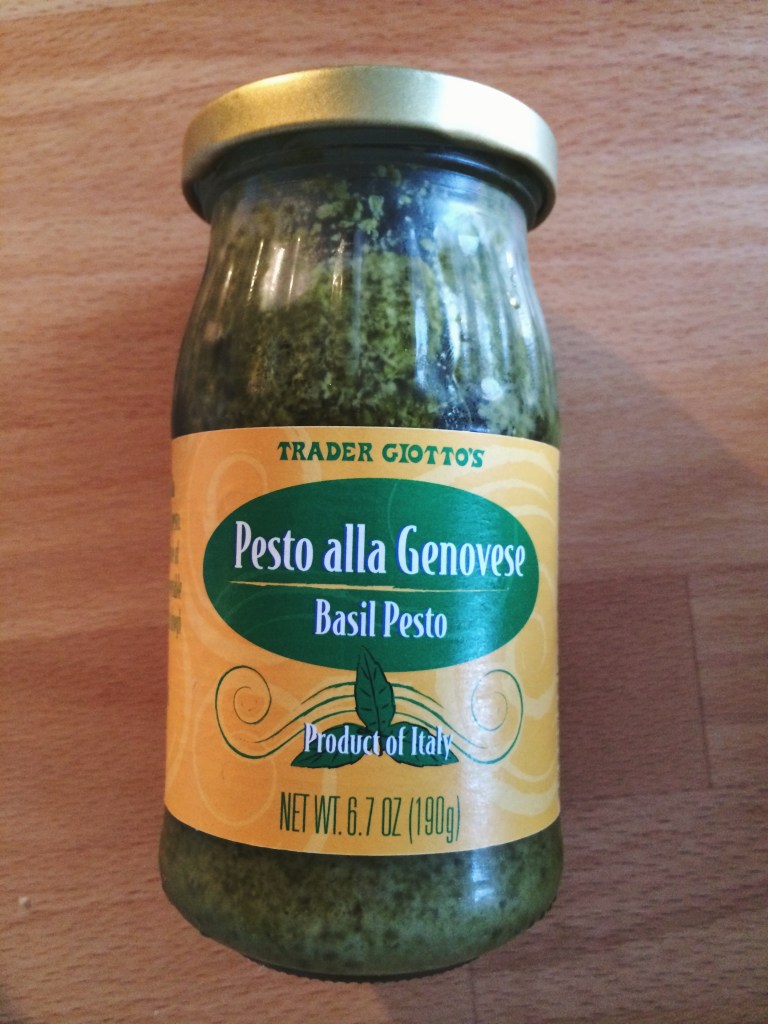 TRADER GIOTTO'S
Pesto alla Genovese
Basil Pesto
Product of Italy
NET WT. 6.7 OZ (190g)